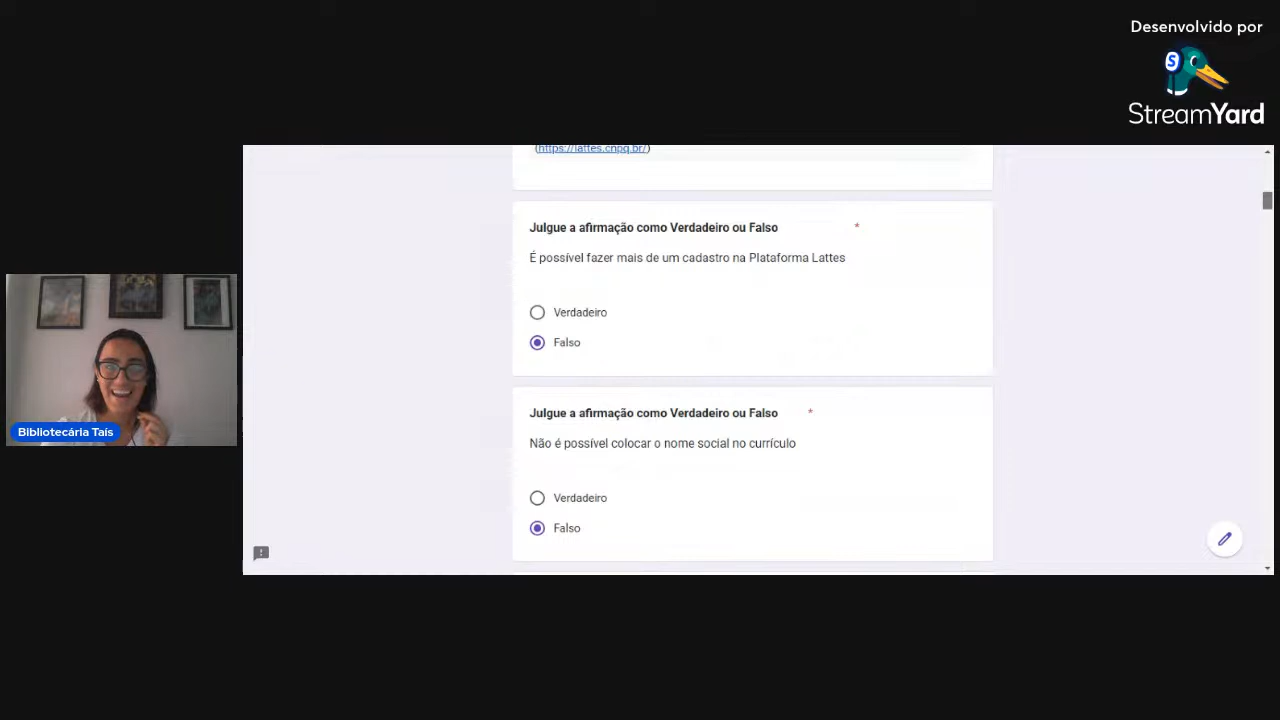 Desenvolvido por
StreamYard
(https://lattes.cnpq.br/)
Julgue a afirmação como Verdadeiro ou Falso *
É possível fazer mais de um cadastro na Plataforma Lattes
Verdadeiro
Falso
Julgue a afirmação como Verdadeiro ou Falso *
Não é possível colocar o nome social no currículo
Verdadeiro
Falso
Bibliotecária Taís